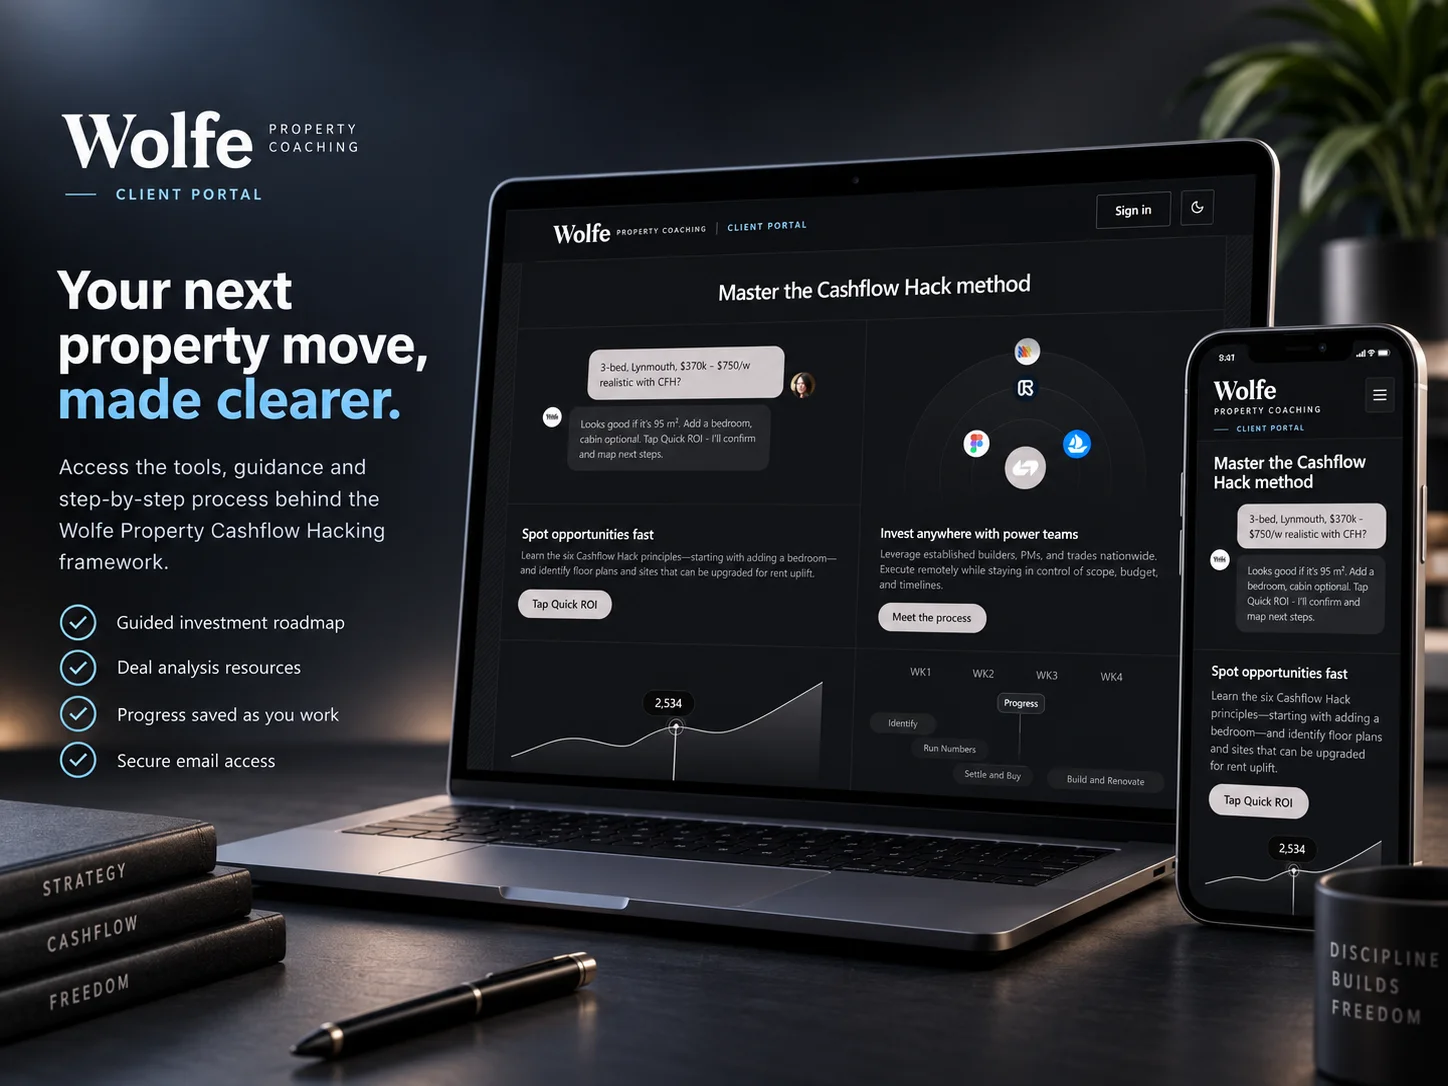 Wolfe PROPERTY
COACHING
CLIENT PORTAL
Your next
property move,
made clearer.
Access the tools, guidance and
step-by-step process behind the
Wolfe Property Cashflow Hacking
framework.
Guided investment roadmap
Deal analysis resources
Progress saved as you work
Secure email access
STRATEGY
CASHFLOW
FREEDOM
Wolfe PROPERTY COACHING CLIENT PORTAL
Sign in
Master the Cashflow Hack method
3-bed, Lynmouth, $370k - $750/w
realistic with CFH?
Looks good if it's 95 m². Add a bedroom,
cabin optional. Tap Quick ROI - I'll confirm
and map next steps.
Spot opportunities fast
Learn the six Cashflow Hack principles—starting with adding a bedroom—
and identify floor plans and sites that can be upgraded for rent uplift.
Tap Quick ROI
Invest anywhere with power teams
Leverage established builders, PMs, and trades nationwide.
Execute remotely while staying in control of scope, budget,
and timelines.
Meet the process
2,534
WK1 WK2 WK3 WK4
Progress
Identify
Run Numbers
Settle and Buy
Build and Renovate
9:41
Wolfe
PROPERTY COACHING
CLIENT PORTAL
Master the Cashflow
Hack method
3-bed, Lynmouth, $370k -
$750/w realistic with CFH?
Looks good if it's 95 m². Add a
bedroom, cabin optional. Tap
Quick ROI - I'll confirm and
map next steps.
Spot opportunities fast
Learn the six Cashflow Hack
principles—starting with adding a
bedroom—and identify floor plans
and sites that can be upgraded
for rent uplift.
Tap Quick ROI
2,534
DISCIPLINE
BUILDS
FREEDOM